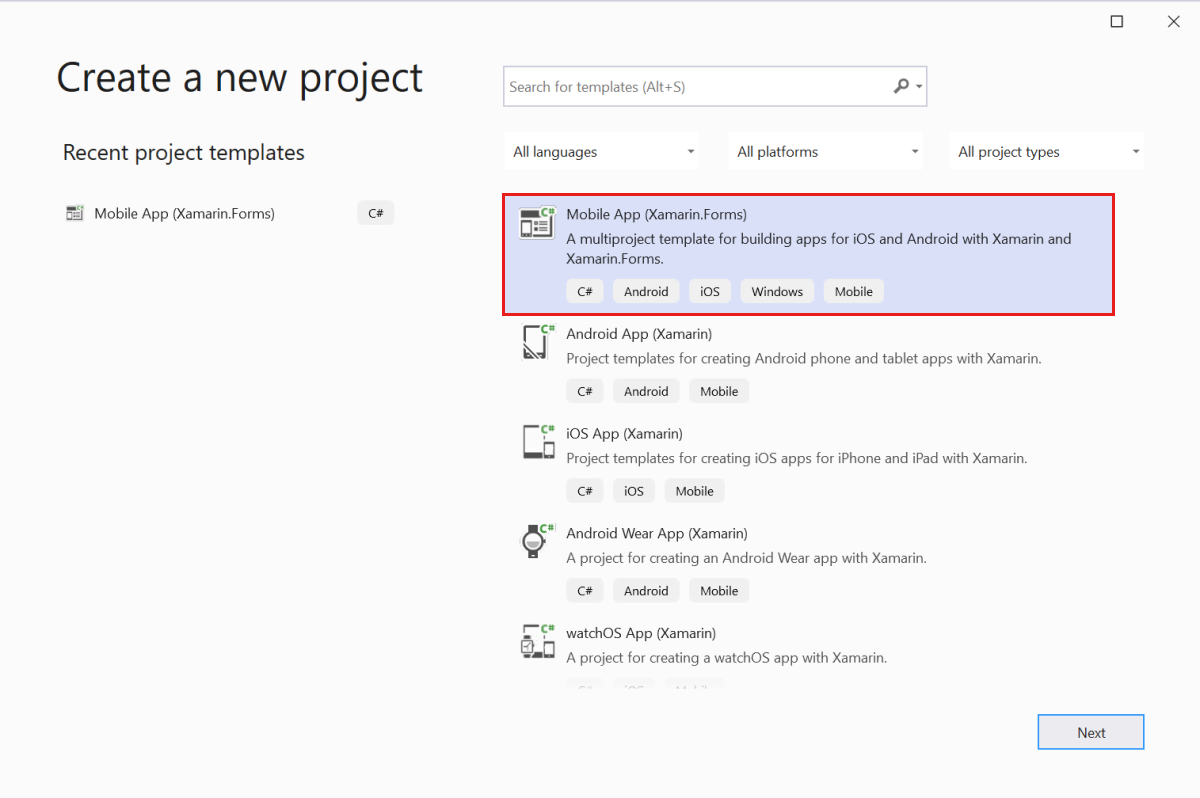 Create a new project
Search for templates (Alt+S)
Recent project templates
All languages
All platforms
All project types
Mobile App (Xamarin.Forms)
C#
C#
Mobile App (Xamarin.Forms)
A multiproject template for building apps for iOS and Android with Xamarin and
Xamarin.Forms.
C# Android iOS Windows Mobile
C#
Android App (Xamarin)
Project templates for creating Android phone and tablet apps with Xamarin.
C# Android Mobile
C#
iOS App (Xamarin)
Project templates for creating iOS apps for iPhone and iPad with Xamarin.
C# iOS Mobile
C#
Android Wear App (Xamarin)
A project for creating an Android Wear app with Xamarin.
C# Android Mobile
C#
watchOS App (Xamarin)
A project for creating a watchOS app with Xamarin.
Next